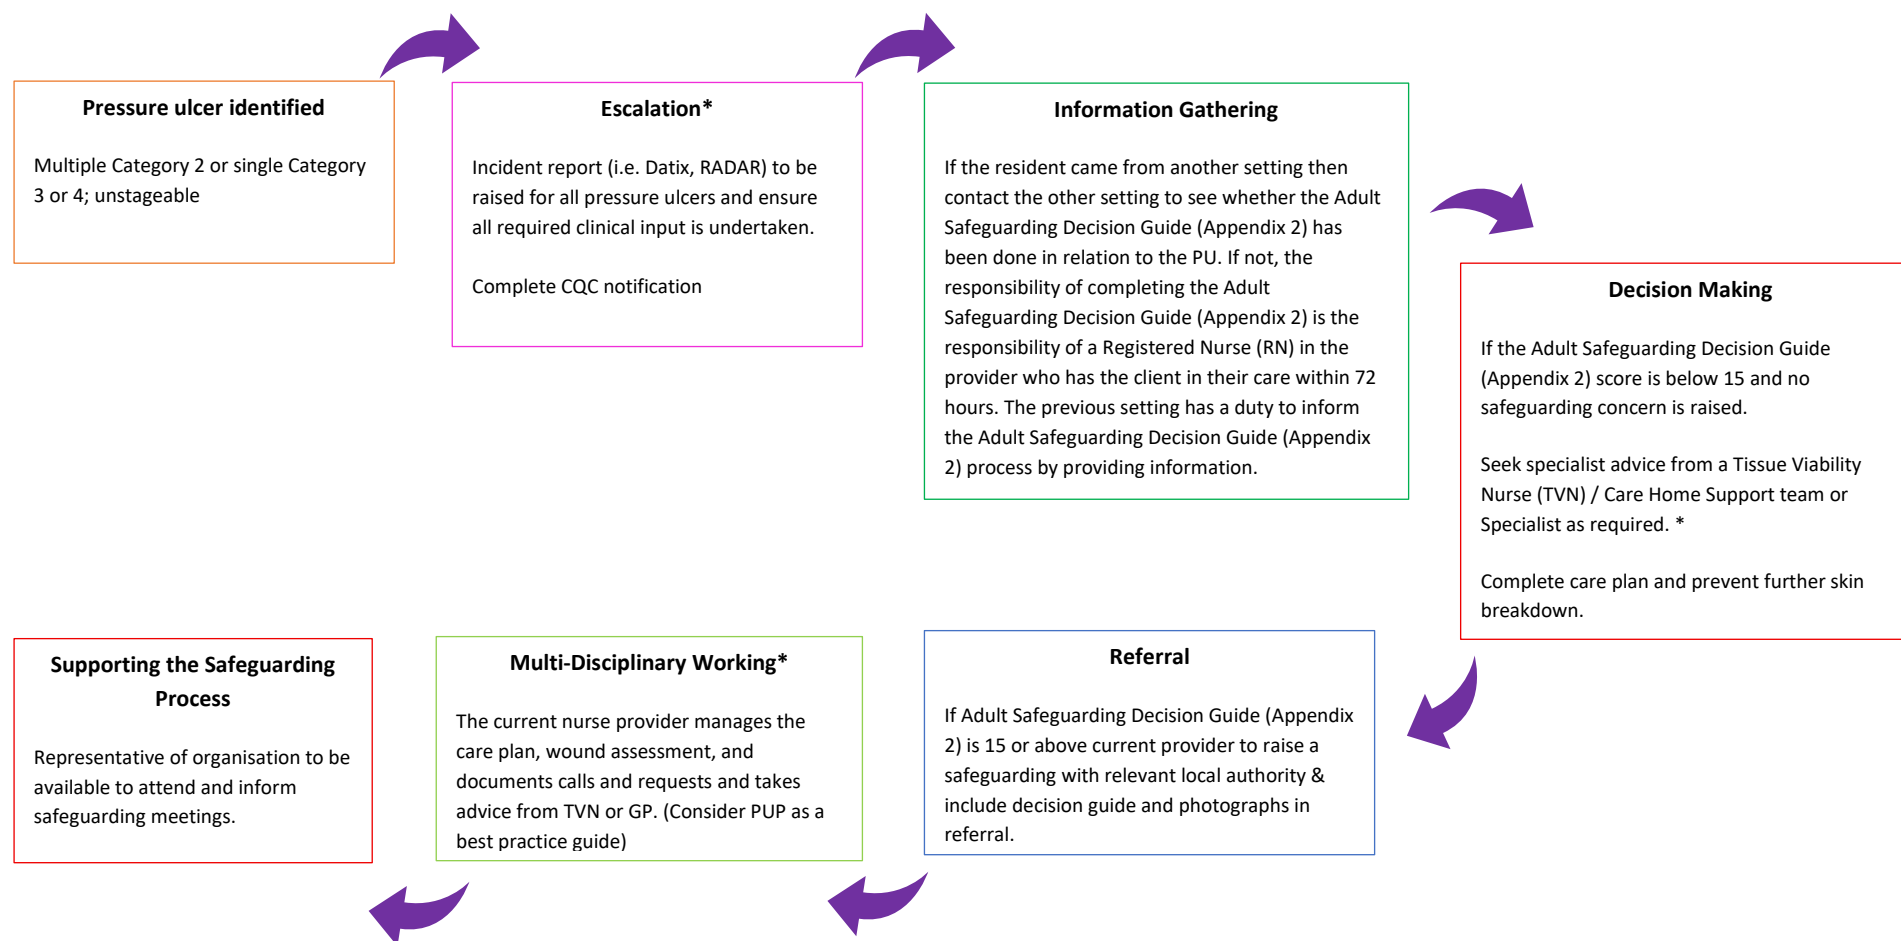 Pressure ulcer identified
Multiple Category 2 or single Category
3 or 4; unstageable
Escalation*
Incident report (i.e. Datix, RADAR) to be
raised for all pressure ulcers and ensure
all required clinical input is undertaken.
Complete CQC notification
Information Gathering
If the resident came from another setting then
contact the other setting to see whether the Adult
Safeguarding Decision Guide (Appendix 2) has
been done in relation to the PU. If not, the
responsibility of completing the Adult
Safeguarding Decision Guide (Appendix 2) is the
responsibility of a Registered Nurse (RN) in the
provider who has the client in their care within 72
hours. The previous setting has a duty to inform
the Adult Safeguarding Decision Guide (Appendix
2) process by providing information.
Decision Making
If the Adult Safeguarding Decision Guide
(Appendix 2) score is below 15 and no
safeguarding concern is raised.
Seek specialist advice from a Tissue Viability
Nurse (TVN) / Care Home Support team or
Specialist as required. *
Complete care plan and prevent further skin
breakdown.
Referral
If Adult Safeguarding Decision Guide (Appendix
2) is 15 or above current provider to raise a
safeguarding with relevant local authority &
include decision guide and photographs in
referral.
Multi-Disciplinary Working*
The current nurse provider manages the
care plan, wound assessment, and
documents calls and requests and takes
advice from TVN or GP. (Consider PUP as a
best practice guide)
Supporting the Safeguarding
Process
Representative of organisation to be
available to attend and inform
safeguarding meetings.